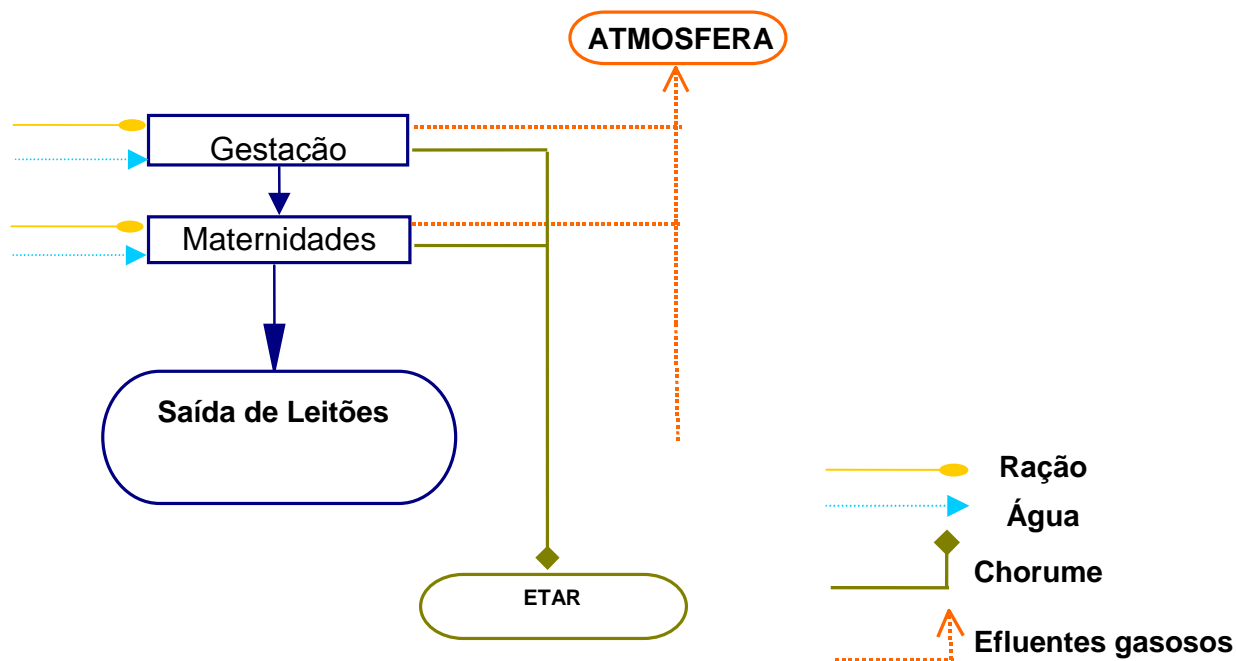 ATMOSFERA
Gestação
Maternidades
Saída de Leitões
ETAR
Ração
Água
Chorume
Efluentes gasosos